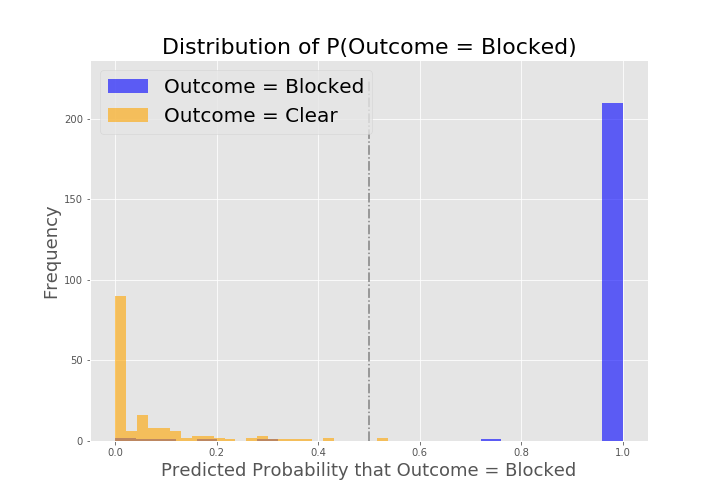 Distribution of P(Outcome = Blocked)
Outcome = Blocked
Outcome = Clear
200
150
100
50
0
Frequency
0.0 0.2 0.4 0.6 0.8 1.0
Predicted Probability that Outcome = Blocked